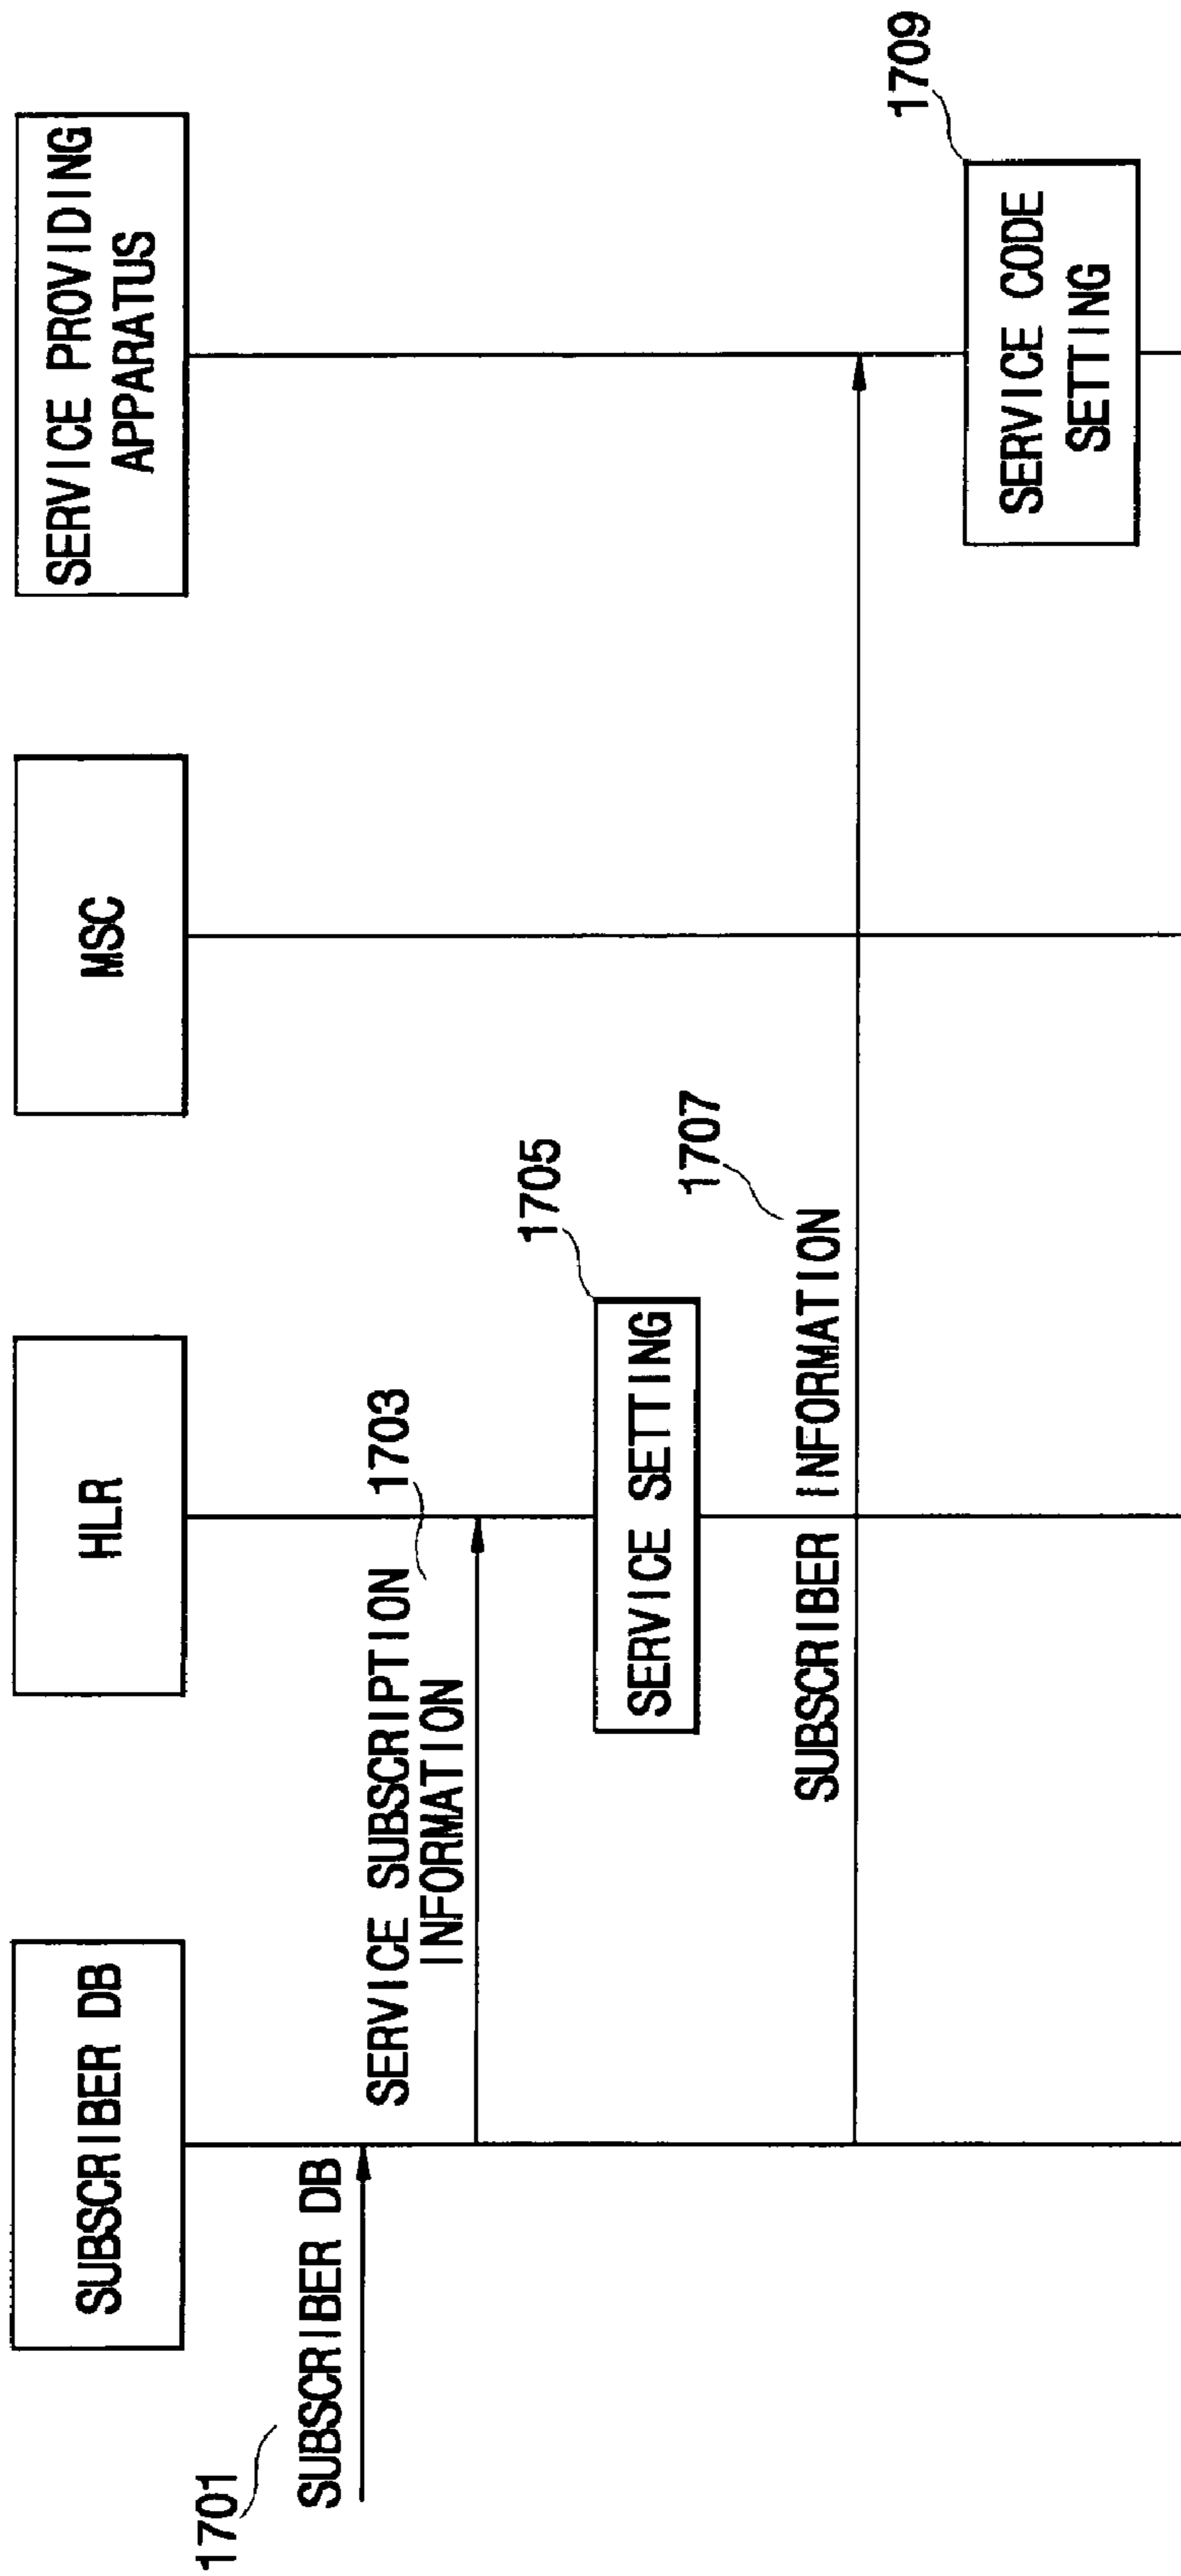 SUBSCRIBER DB
HLR
MSC
SERVICE PROVIDING
APPARATUS
1701
SUBSCRIBER DB
SERVICE SUBSCRIPTION
INFORMATION
1703
1705
SERVICE SETTING
1707
SUBSCRIBER INFORMATION
1709
SERVICE CODE
SETTING